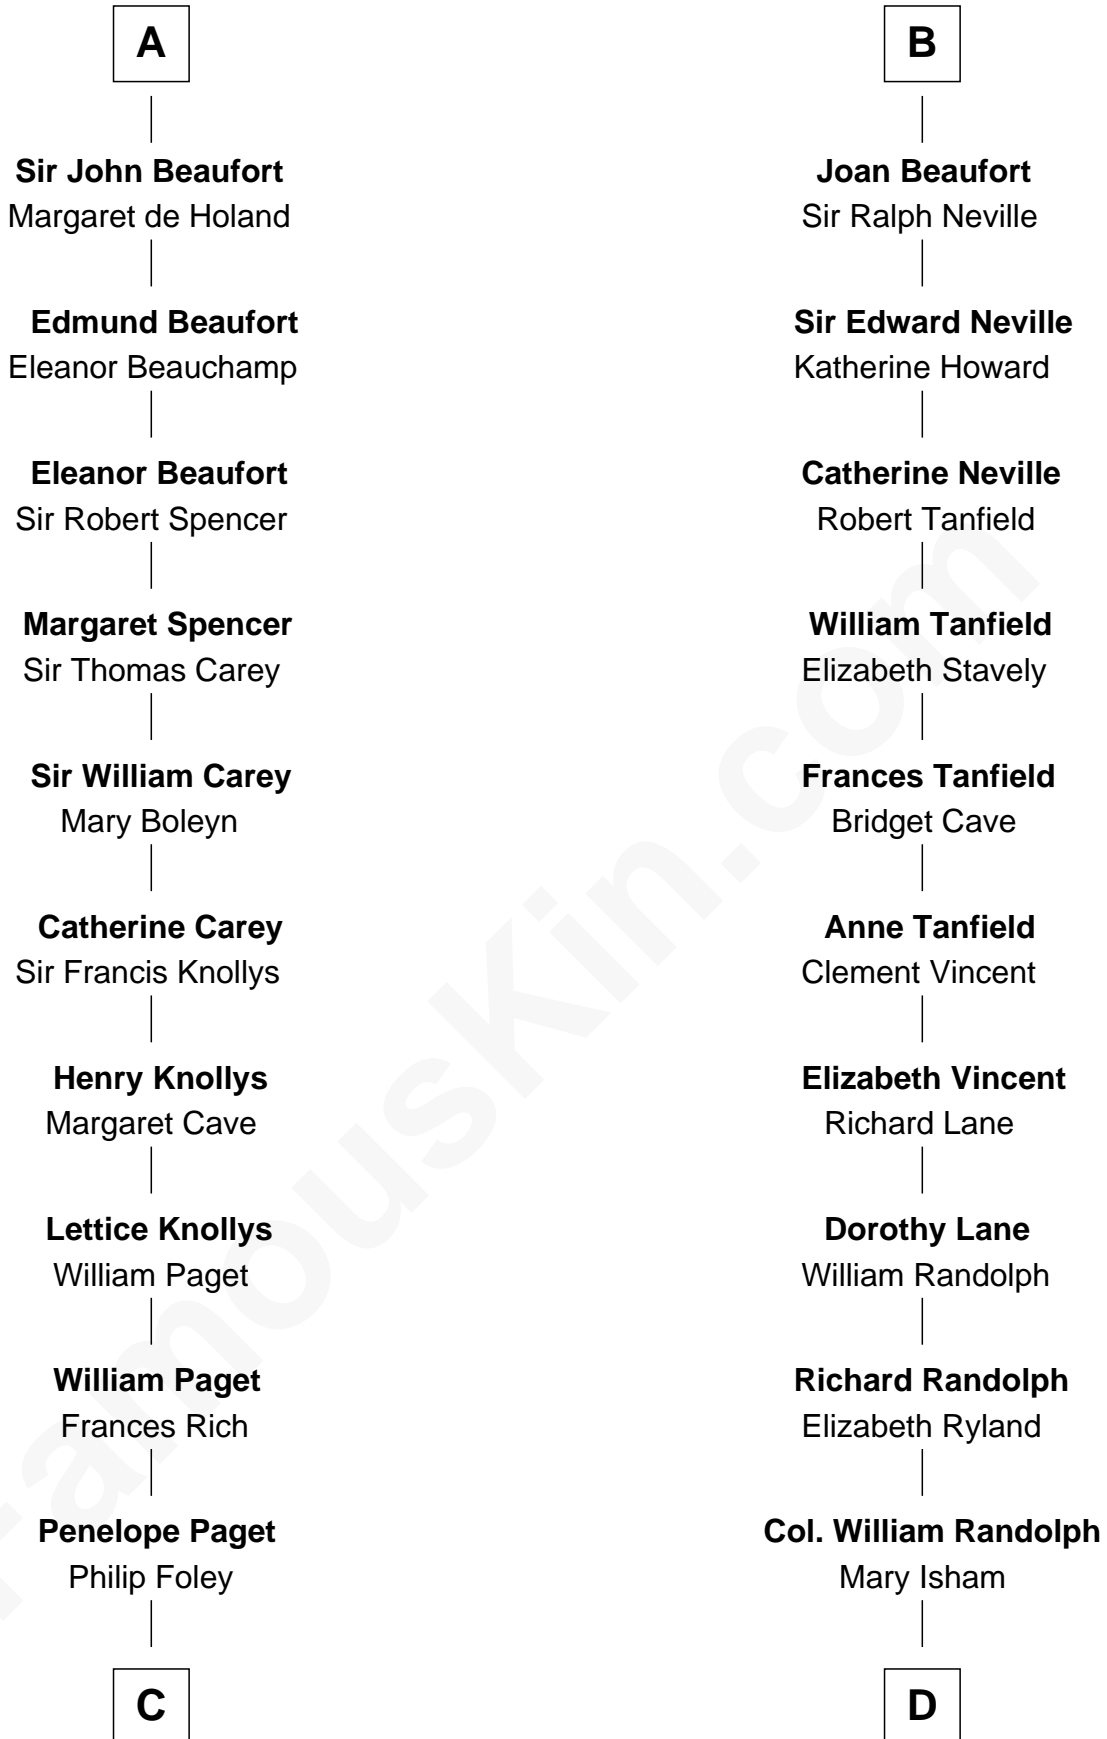 A
Sir John Beaufort
Margaret de Holand
Edmund Beaufort
Eleanor Beauchamp
Eleanor Beaufort
Sir Robert Spencer
Margaret Spencer
Sir Thomas Carey
Sir William Carey
Mary Boleyn
Catherine Carey
Sir Francis Knollys
Henry Knollys
Margaret Cave
Lettice Knollys
William Paget
William Paget
Frances Rich
Penelope Paget
Philip Foley
C
B
Joan Beaufort
Sir Ralph Neville
Sir Edward Neville
Katherine Howard
Catherine Neville
Robert Tanfield
William Tanfield
Elizabeth Stavely
Frances Tanfield
Bridget Cave
Anne Tanfield
Clement Vincent
Elizabeth Vincent
Richard Lane
Dorothy Lane
William Randolph
Richard Randolph
Elizabeth Ryland
Col. William Randolph
Mary Isham
D
FamousKin.com